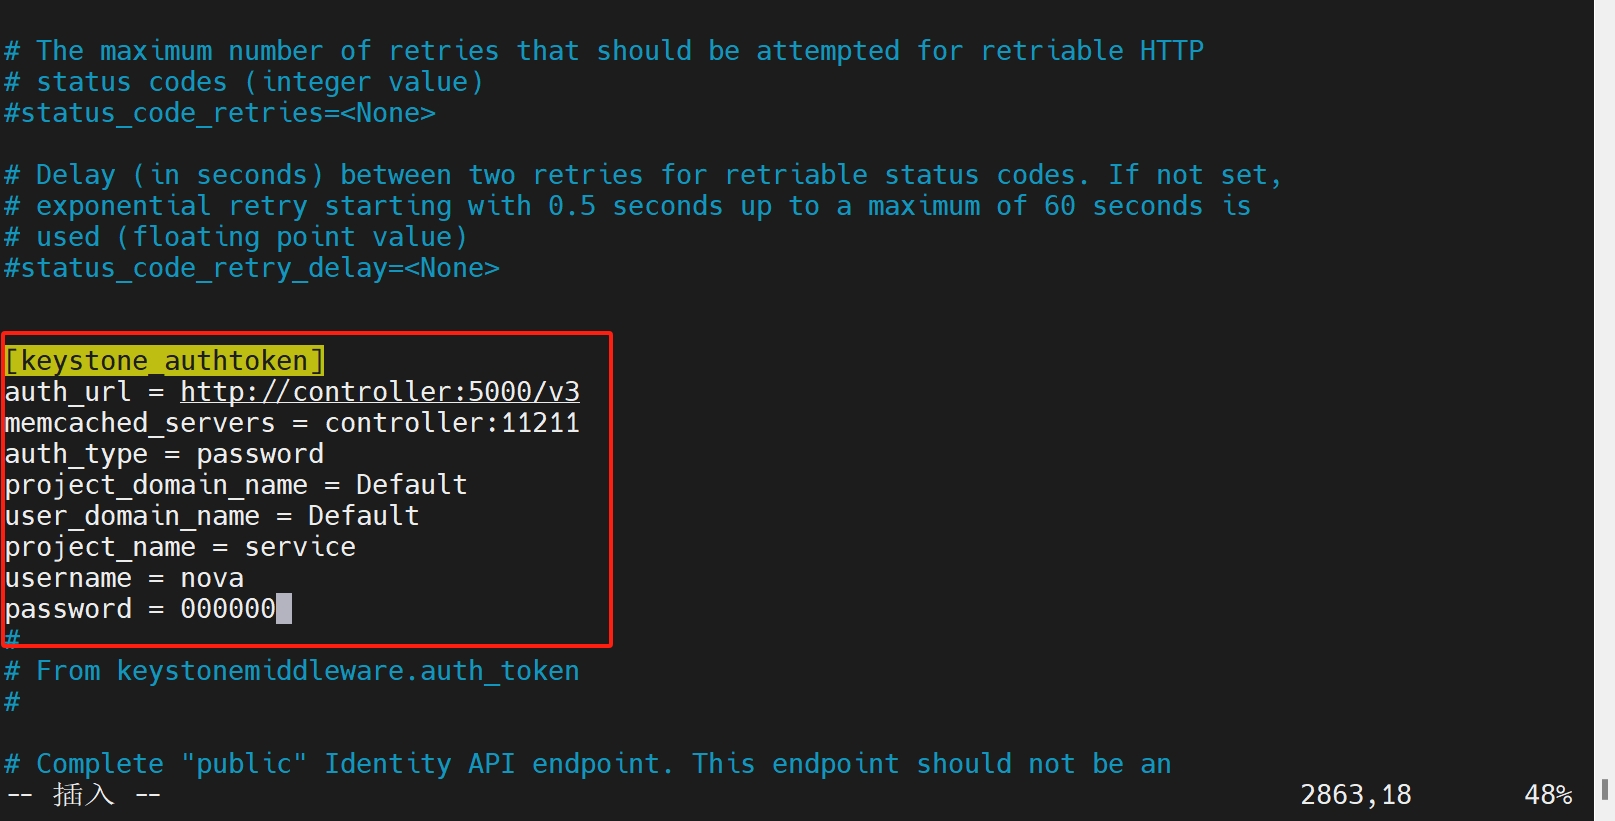 # The maximum number of retries that should be attempted for retriable HTTP
# status codes (integer value)
#status_code_retries=<None>
# Delay (in seconds) between two retries for retriable status codes. If not set,
# exponential retry starting with 0.5 seconds up to a maximum of 60 seconds is
# used (floating point value)
#status_code_retry_delay=<None>
[keystone_authtoken]
auth_url = http://controller:5000/v3
memcached_servers = controller:11211
auth_type = password
project_domain_name = Default
user_domain_name = Default
project_name = service
username = nova
password = 000000
#
# From keystonemiddleware.auth_token
#
# Complete "public" Identity API endpoint. This endpoint should not be an
-- 插入 -- 2863,18 48%